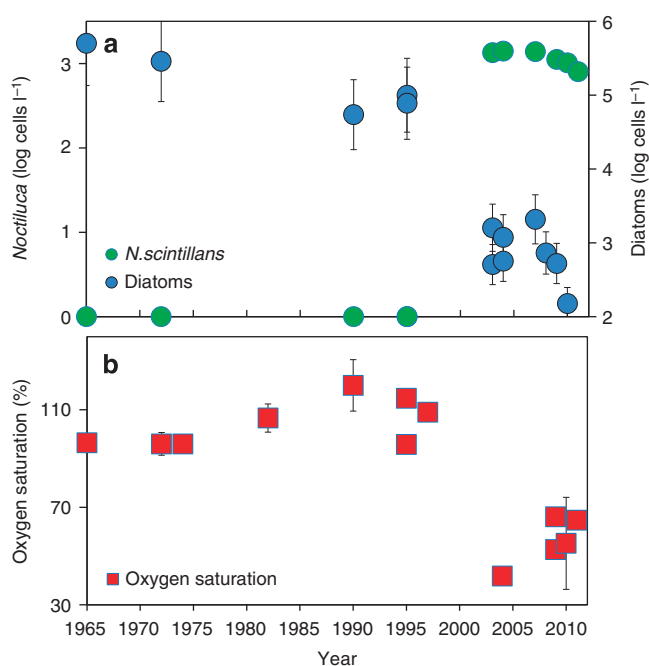 a
3
2
1
0
Noctiluca (log cells l⁻¹)
6
5
4
3
2
Diatoms (log cells l⁻¹)
N.scintillans
Diatoms
b
110
70
30
Oxygen saturation (%)
Oxygen saturation
1965 1970 1975 1980 1985 1990 1995 2000 2005 2010
Year